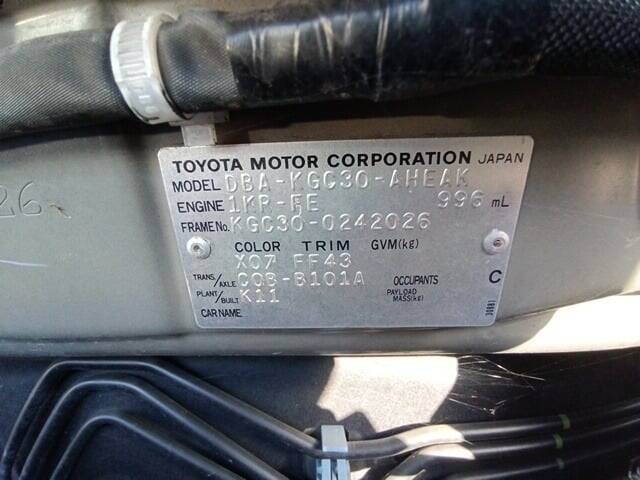 26
TOYOTA MOTOR CORPORATION JAPAN
MODEL DBA-KGC30-AHEAK
ENGINE 1KR-FE 996 mL
FRAME No. KGC30-0242026
COLOR TRIM GVM(kg)
X07 FF43
TRANS./AXLE C0B-B101A OCCUPANTS C
PLANT/BUILT K11 PAYLOAD MASS(kg)
CAR NAME